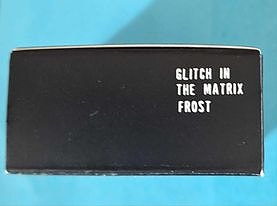 GLITCH IN
THE MATRIX
FROST